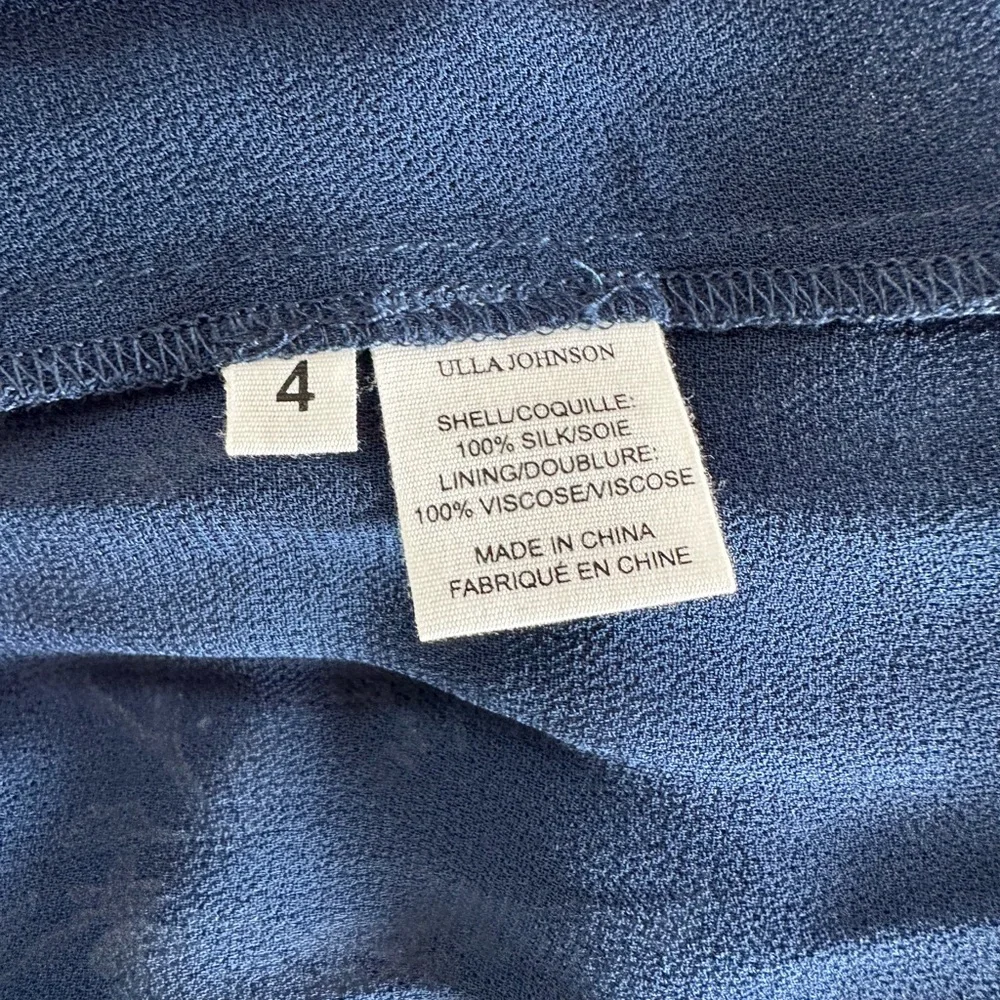 4
ULLA JOHNSON
SHELL/COQUILLE:
100% SILK/SOIE
LINING/DOUBLURE:
100% VISCOSE/VISCOSE
MADE IN CHINA
FABRIQUÉ EN CHINE